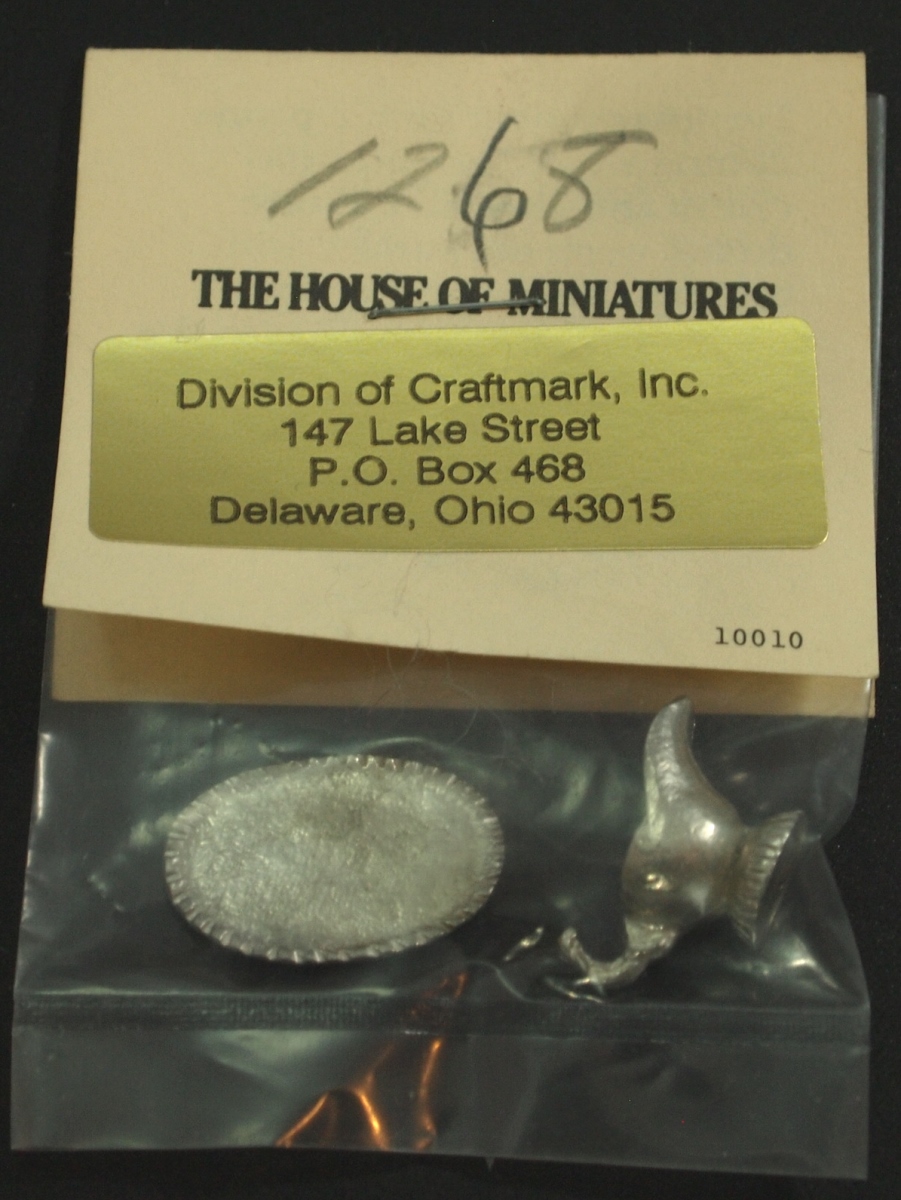 1268
THE HOUSE OF MINIATURES
Division of Craftmark, Inc.
147 Lake Street
P.O. Box 468
Delaware, Ohio 43015
10010